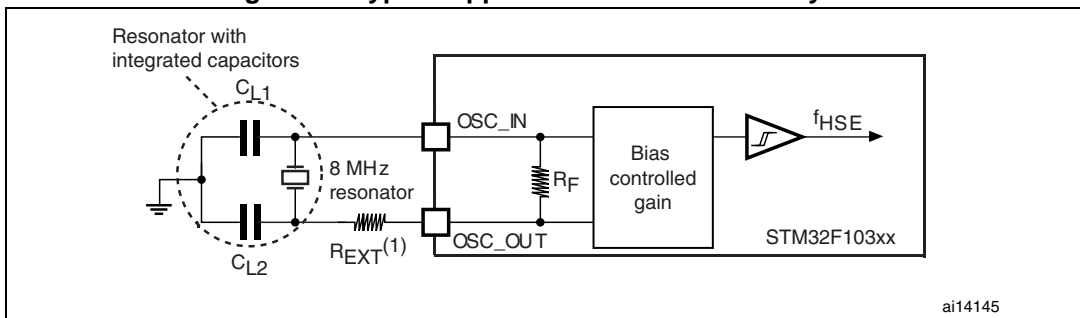 Resonator with
integrated capacitors
CL1
OSC_IN
fHSE
8 MHz
resonator
RF
Bias
controlled
gain
REXT(1)
OSC_OUT
STM32F103xx
CL2
ai14145